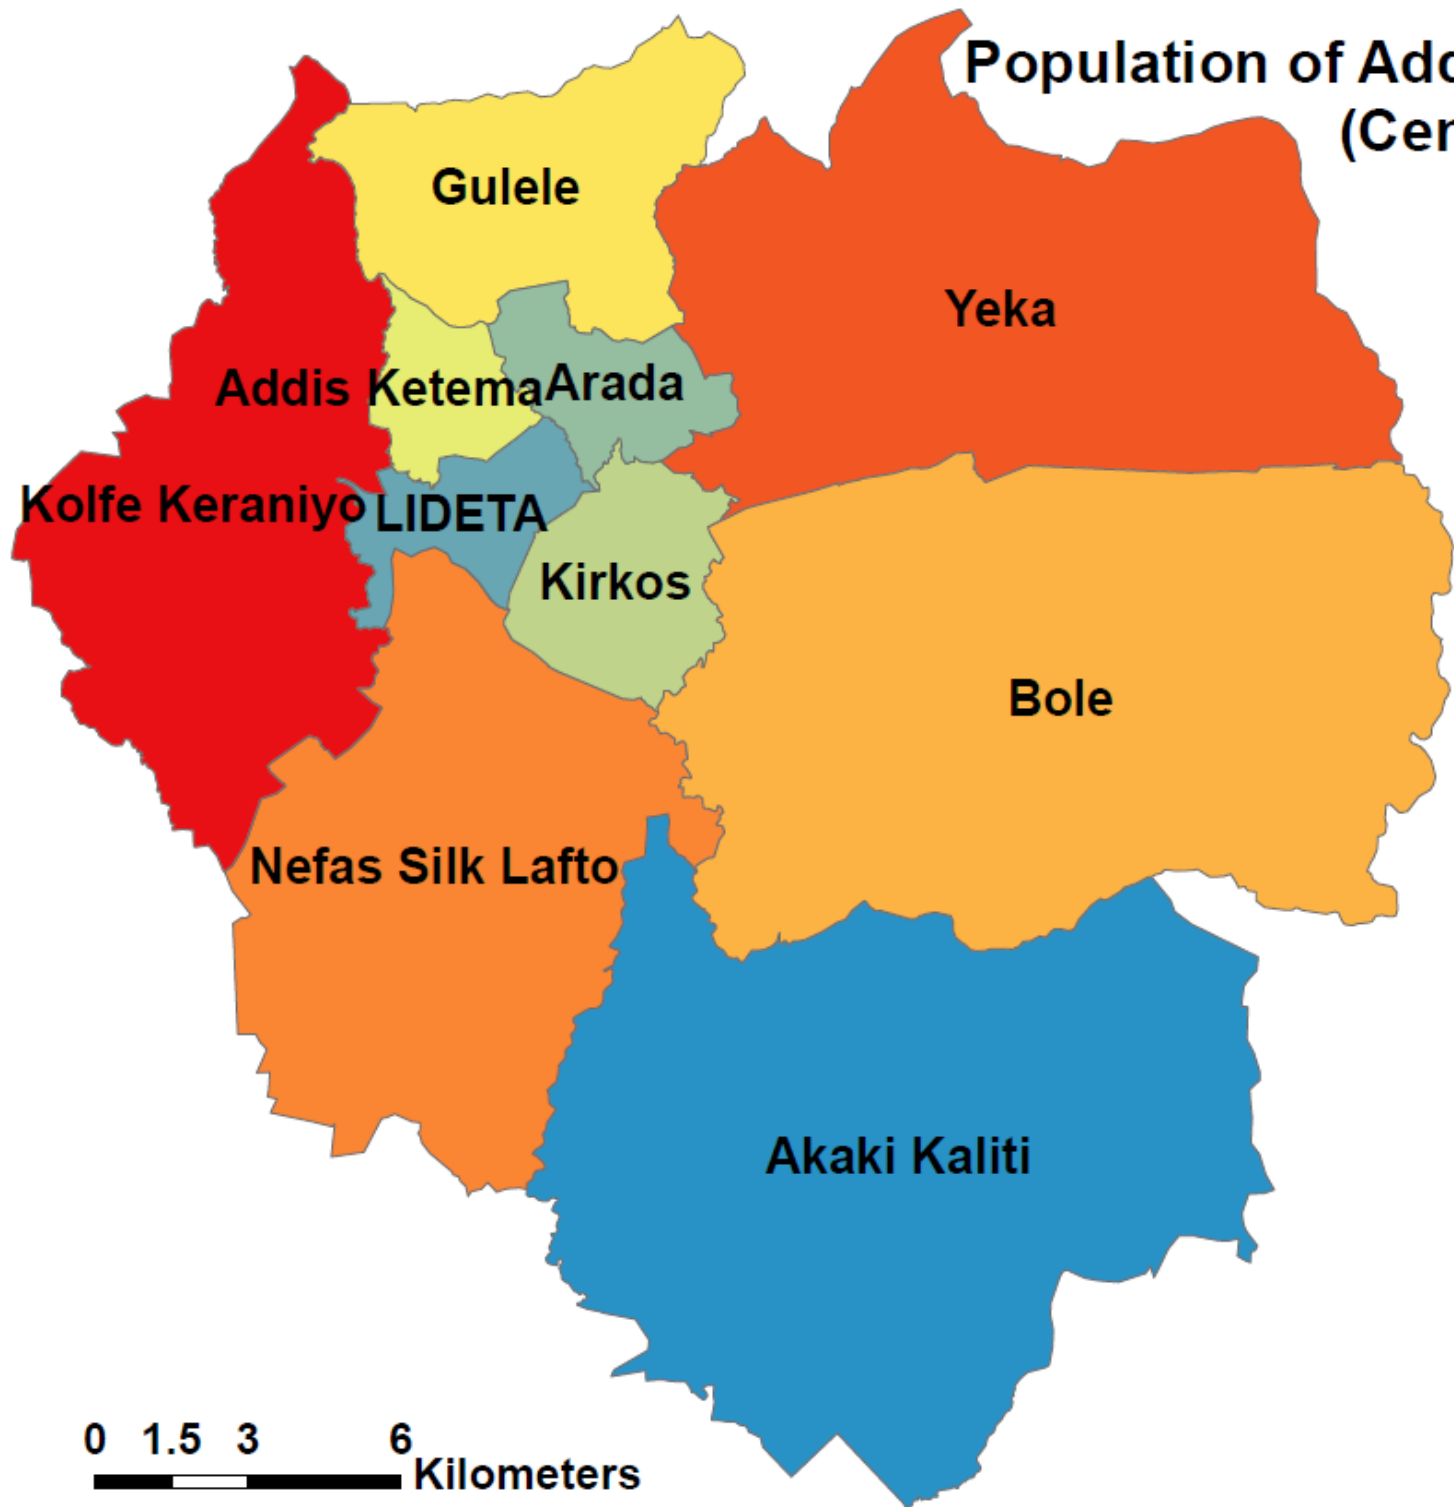 Population of Add
(Cen
Gulele
Yeka
Addis Ketema
Arada
Kolfe Keraniyo
LIDETA
Kirkos
Bole
Nefas Silk Lafto
Akaki Kaliti
0 1.5 3 6
Kilometers